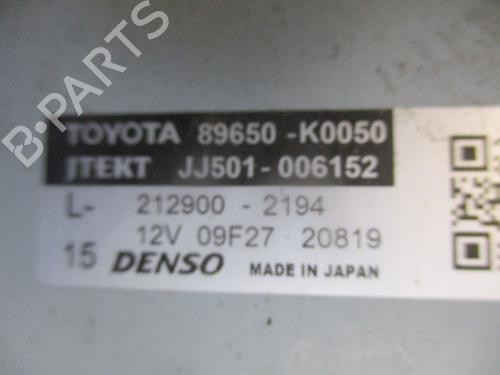 B-PARTS
TOYOTA 89650-K0050
JTEKT JJ501-006152
L- 212900-2194
12V 09F27 20819
15 DENSO MADE IN JAPAN